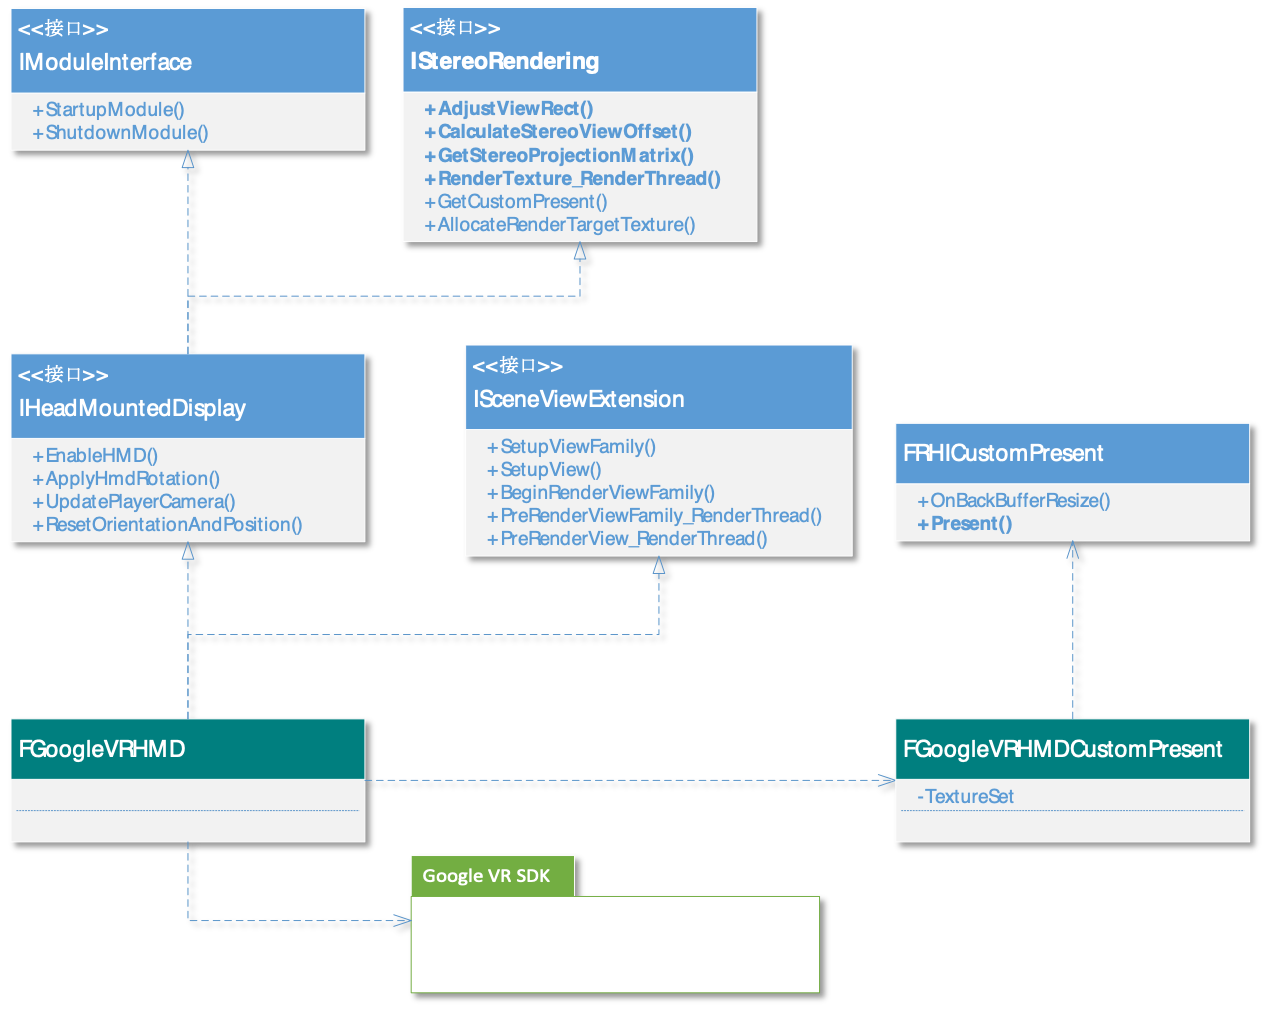 <<接口>>
IModuleInterface
+StartupModule()
+ShutdownModule()
<<接口>>
IStereoRendering
+AdjustViewRect()
+CalculateStereoViewOffset()
+GetStereoProjectionMatrix()
+RenderTexture_RenderThread()
+GetCustomPresent()
+AllocateRenderTargetTexture()
<<接口>>
IHeadMountedDisplay
+EnableHMD()
+ApplyHmdRotation()
+UpdatePlayerCamera()
+ResetOrientationAndPosition()
<<接口>>
ISceneViewExtension
+SetupViewFamily()
+SetupView()
+BeginRenderViewFamily()
+PreRenderViewFamily_RenderThread()
+PreRenderView_RenderThread()
FRHICustomPresent
+OnBackBufferResize()
+Present()
FGoogleVRHMD
FGoogleVRHMDCustomPresent
-TextureSet
Google VR SDK